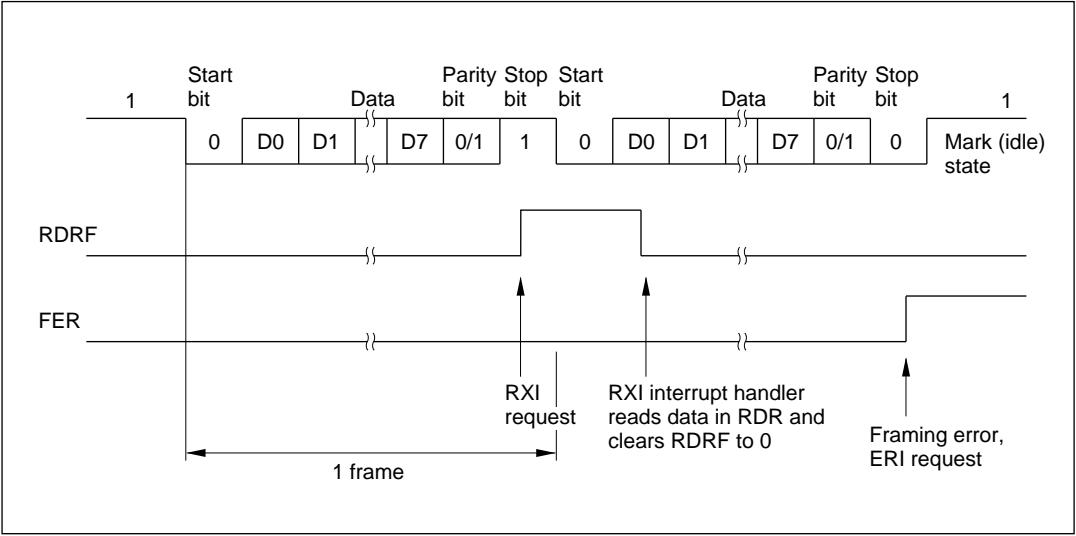 Start Parity Stop Start Parity Stop
1 bit Data bit bit bit Data bit bit 1
0 D0 D1 D7 0/1 1 0 D0 D1 D7 0/1 0 Mark (idle)
state
RDRF
FER
RXI
request
RXI interrupt handler
reads data in RDR and
clears RDRF to 0
Framing error,
ERI request
1 frame